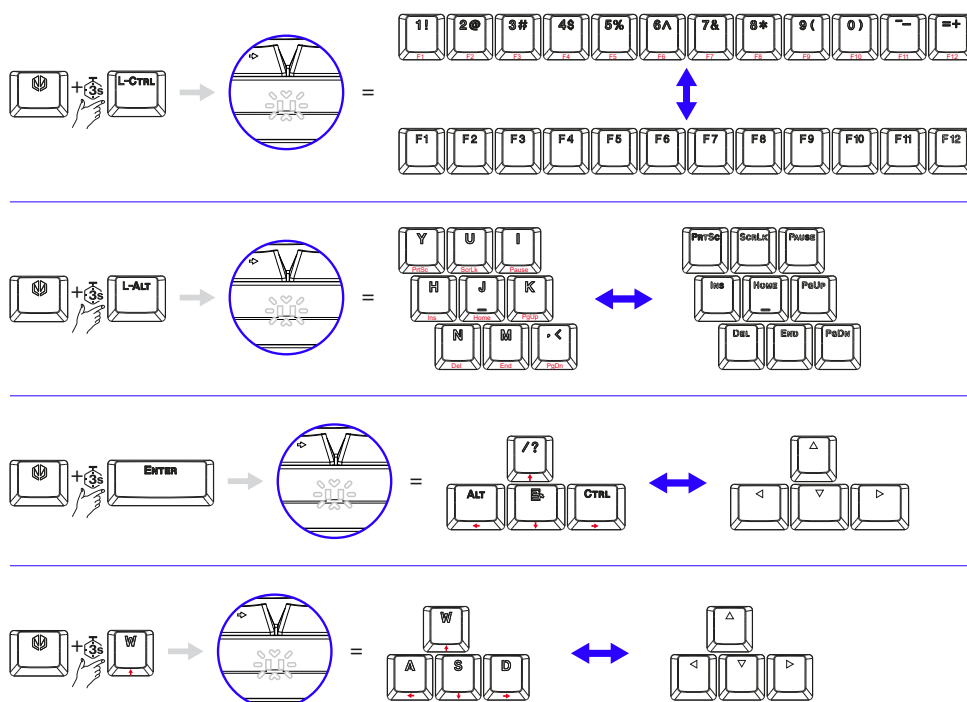 1! 2@ 3# 4$ 5% 6∧ 7& 8* 9( 0) ⁻- =+
F1 F2 F3 F4 F5 F6 F7 F8 F9 F10 F11 F12
+ 3s L-CTRL =
F1 F2 F3 F4 F5 F6 F7 F8 F9 F10 F11 F12
Y U I
PrtSc ScrLk Pause
PRTSC SCRLK PAUSE
+ 3s L-ALT =
H J K
Ins Home PgUp
INS HOME PGUP
N M , <
Del End PgDn
DEL END PGDN
/?
+ 3s ENTER =
ALT CTRL
W
+ 3s W =
A S D